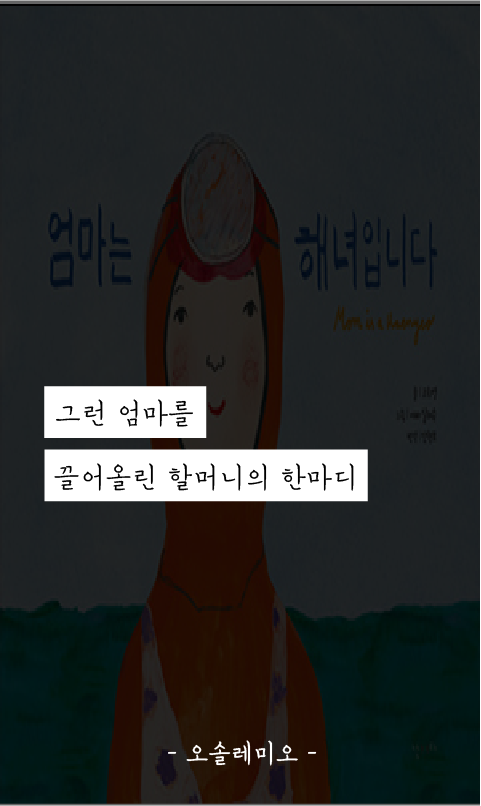 엄마는 해녀입니다
Mom is a haenyeo
그런 엄마를
끌어올린 할머니의 한마디
- 오솔레미오 -